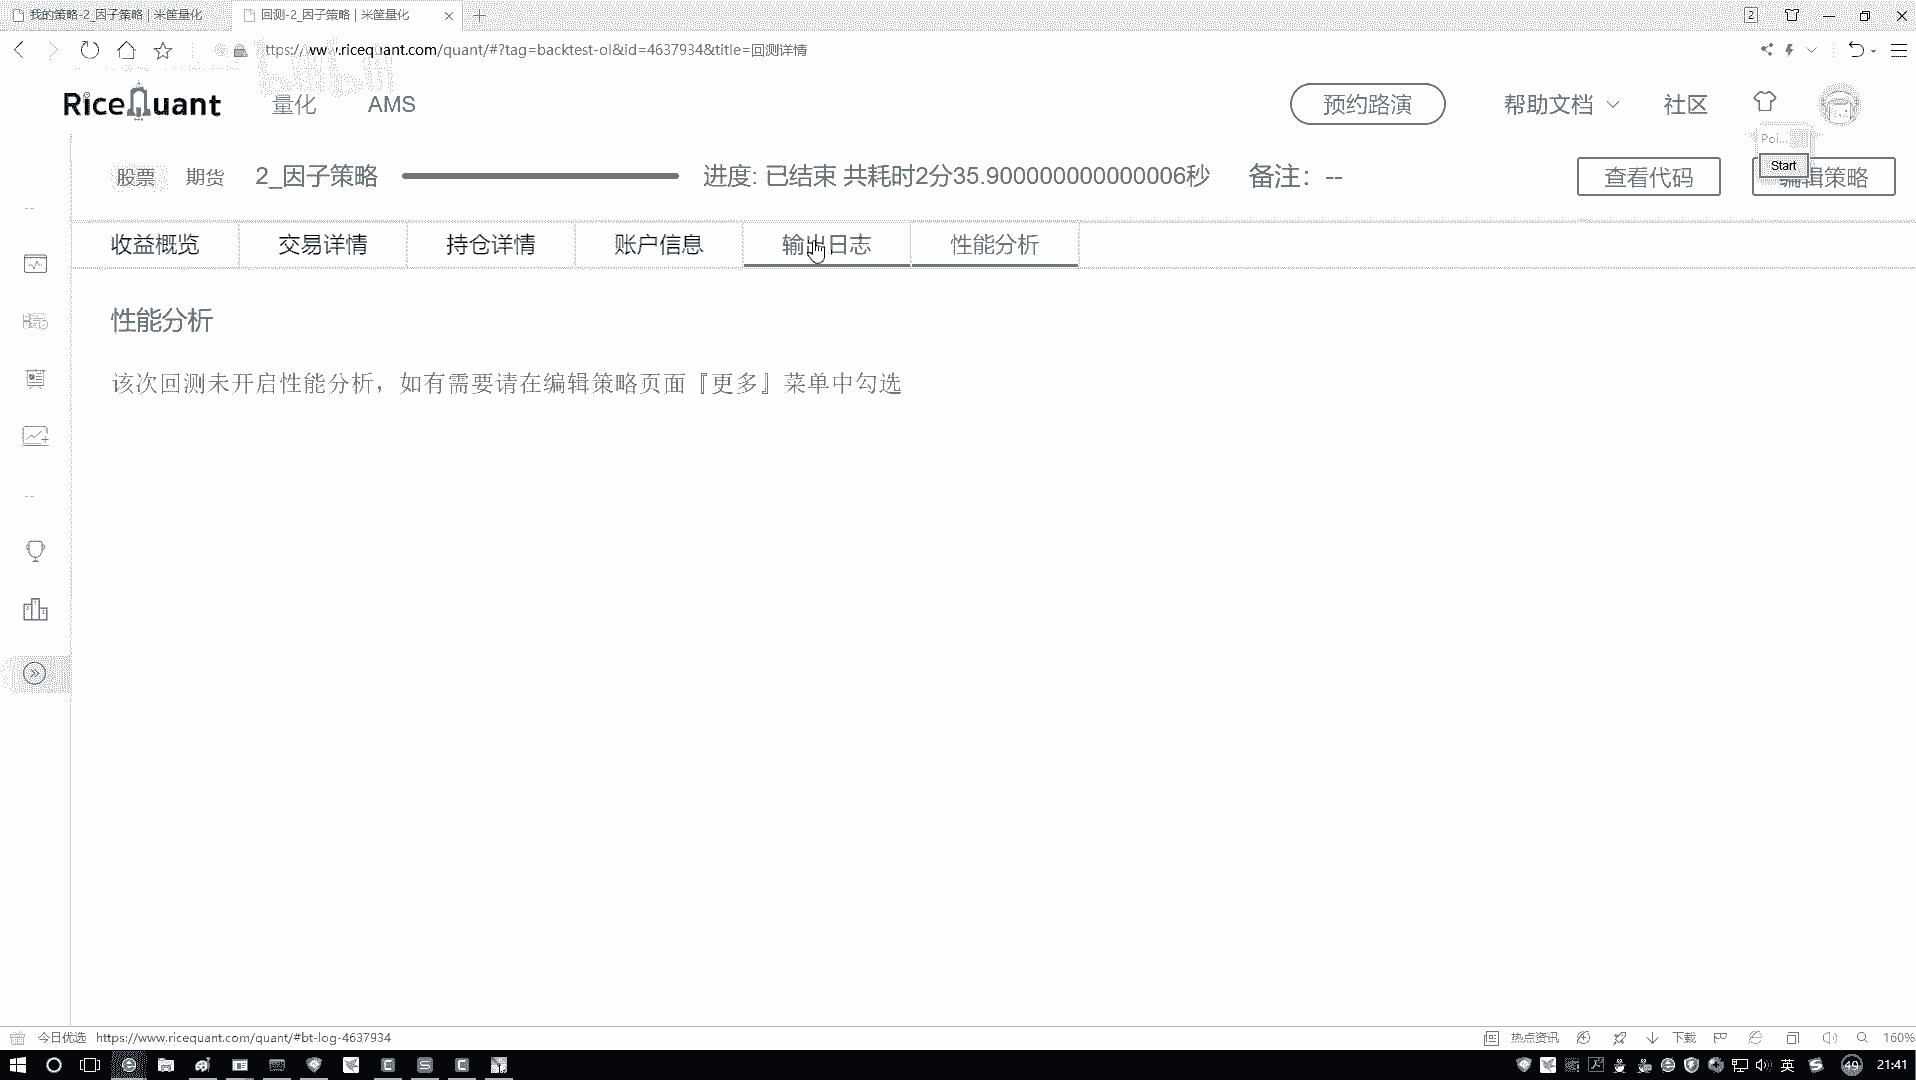 我的策略-2_因子策略 | 米筐量化
回测-2_因子策略 | 米筐量化
2
ttps://www.ricequant.com/quant/#?tag=backtest-ol&id=4637934&title=回测详情
RiceQuant
量化
AMS
预约路演
帮助文档
社区
Poi...
Start
股票
期货
2_因子策略
进度: 已结束 共耗时2分35.900000000000006秒
备注: --
查看代码
编辑策略
--
收益概览
交易详情
持仓详情
账户信息
输出日志
性能分析
性能分析
该次回测未开启性能分析，如有需要请在编辑策略页面『更多』菜单中勾选
--
今日优选
https://www.ricequant.com/quant/#bt-log-4637934
热点资讯
下载
160%
英
49
21:41